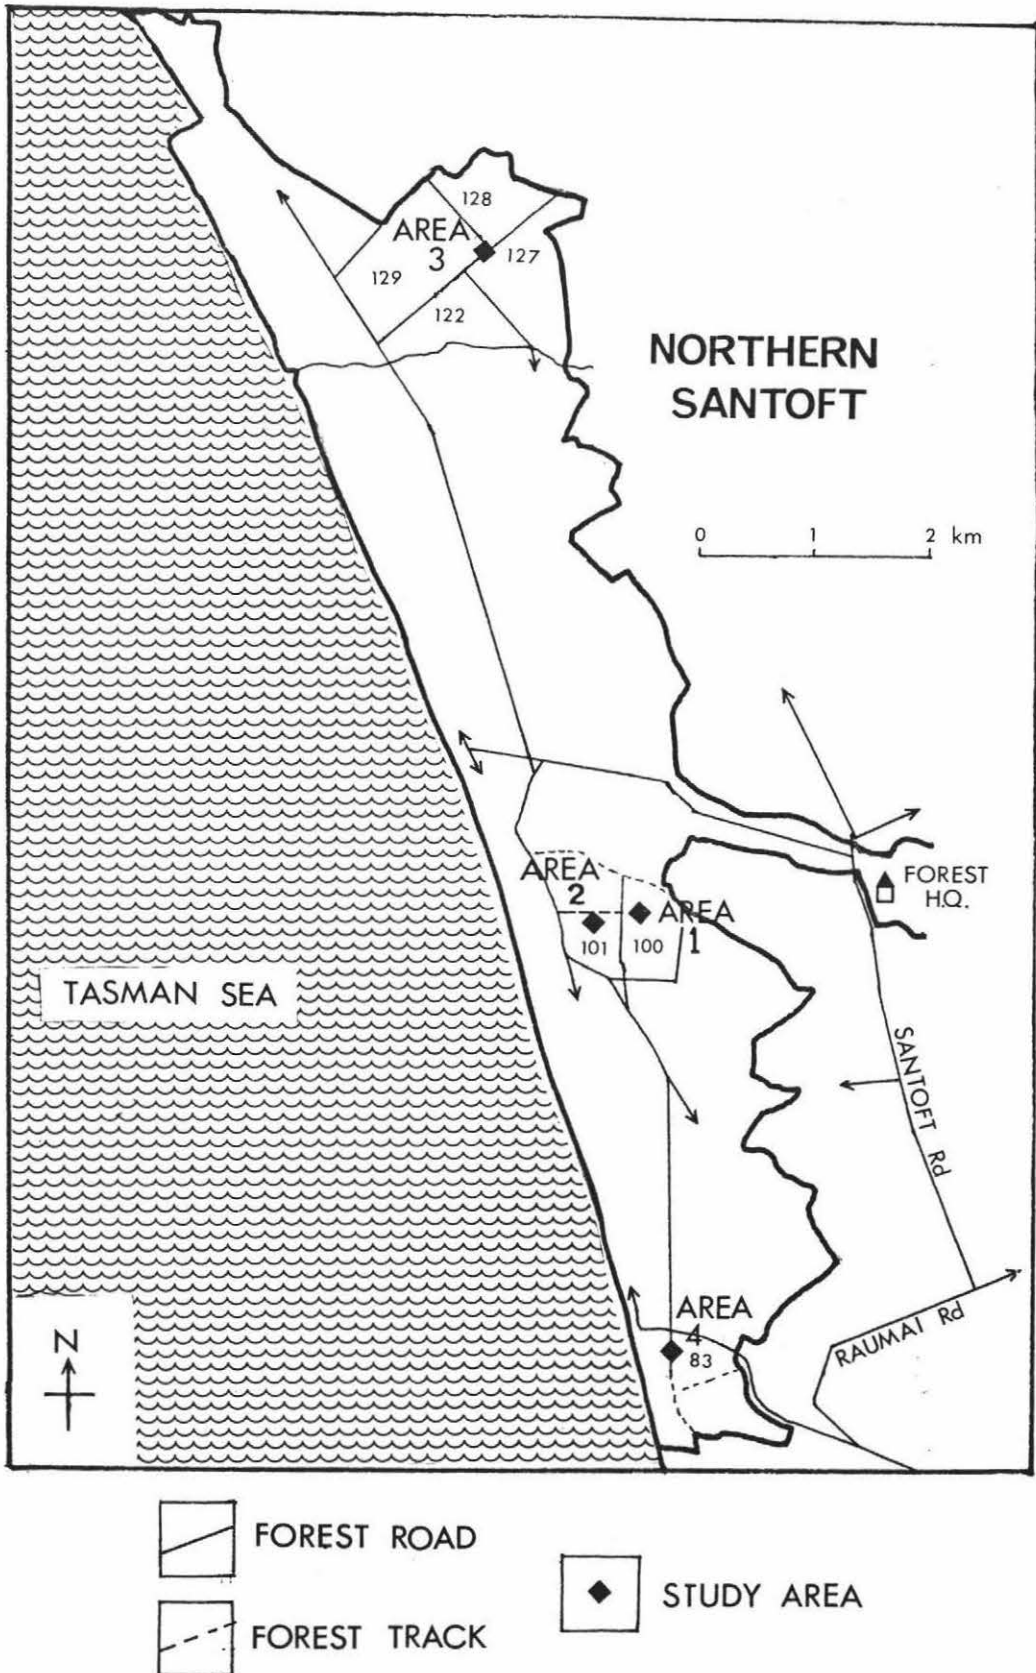 128
AREA
3
127
129
122
NORTHERN
SANTOFT
0 1 2 km
AREA
2
FOREST
H.Q.
AREA
1
101
100
TASMAN SEA
SANTOFT Rd
AREA
4
83
RAUMAI Rd
N
FOREST ROAD
STUDY AREA
FOREST TRACK